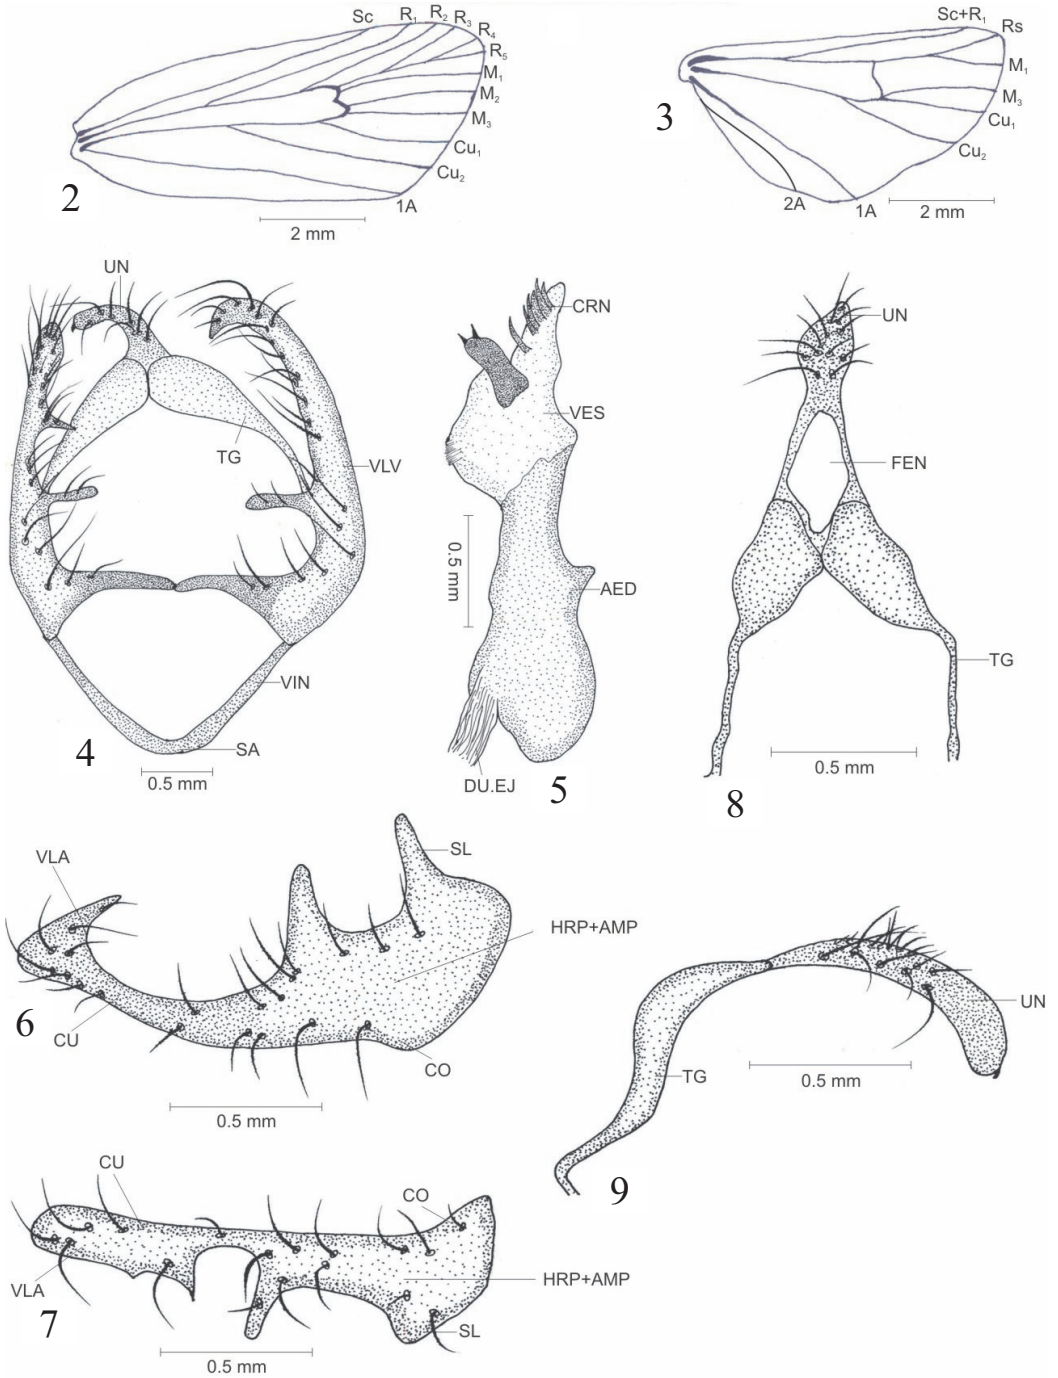 Sc
R1
R2
R3
R4
R5
M1
M2
M3
Cu1
Cu2
1A
2
2 mm
Sc+R1
Rs
M1
M3
Cu1
Cu2
1A
2A
3
2 mm
UN
TG
VLV
VIN
SA
4
0.5 mm
CRN
VES
AED
0.5 mm
DU.EJ
5
UN
FEN
TG
0.5 mm
8
VLA
SL
HRP+AMP
CU
CO
6
0.5 mm
UN
TG
0.5 mm
9
CU
CO
VLA
HRP+AMP
SL
7
0.5 mm